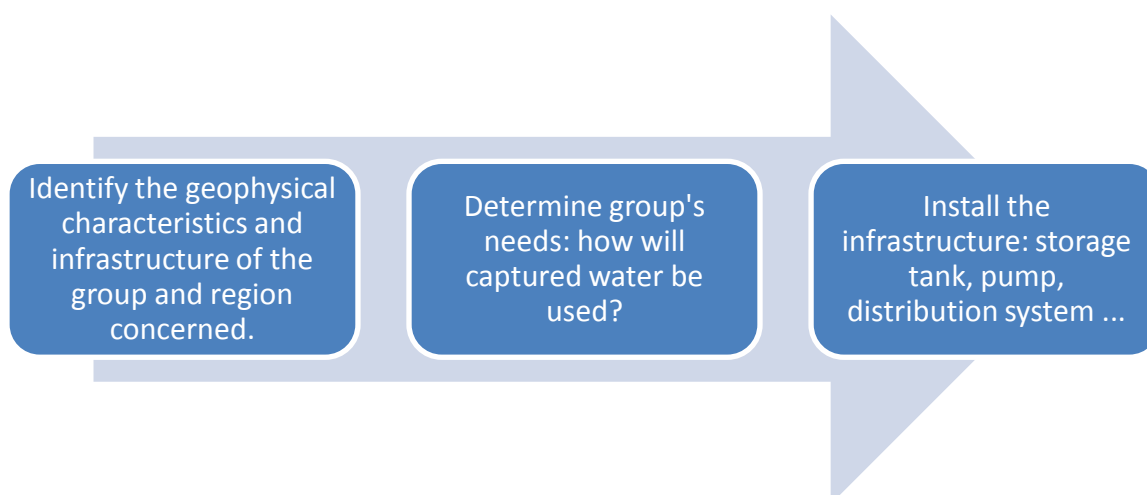 Identify the geophysical
characteristics and
infrastructure of the
group and region
concerned.
Determine group's
needs: how will
captured water be
used?
Install the
infrastructure: storage
tank, pump,
distribution system ...